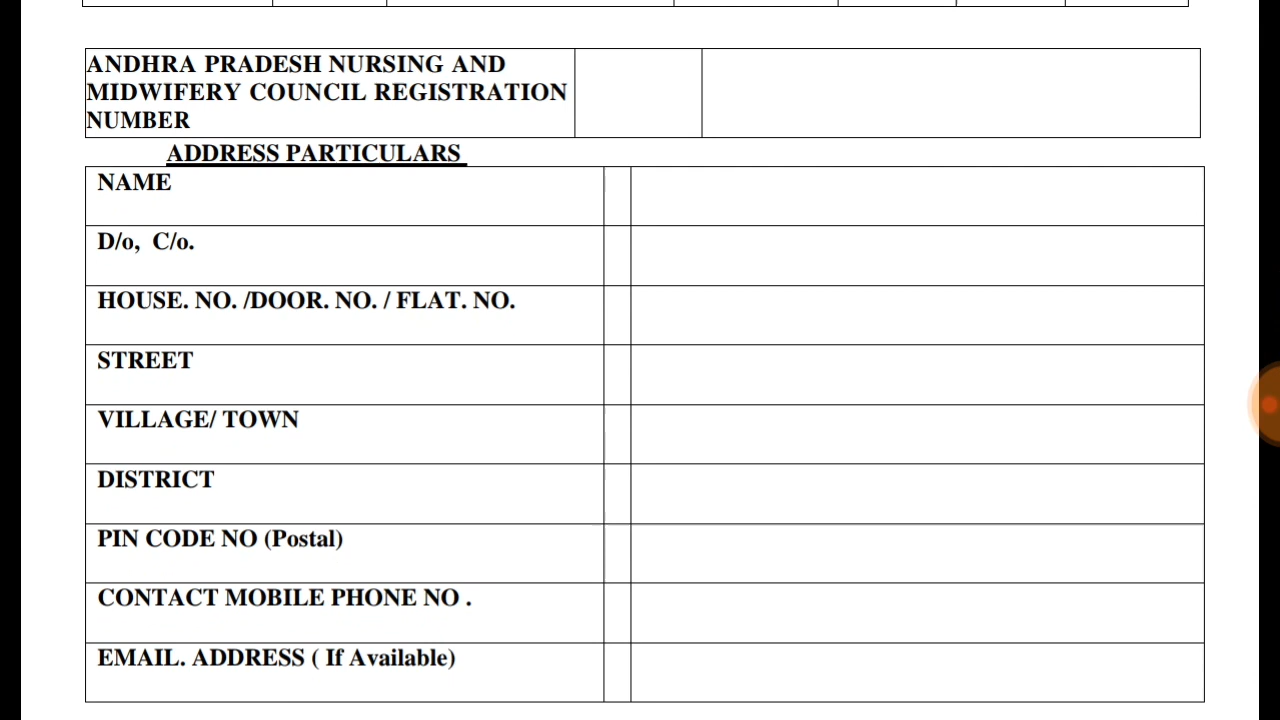 ANDHRA PRADESH NURSING AND
MIDWIFERY COUNCIL REGISTRATION
NUMBER
ADDRESS PARTICULARS
NAME
D/o, C/o.
HOUSE. NO. /DOOR. NO. / FLAT. NO.
STREET
VILLAGE/ TOWN
DISTRICT
PIN CODE NO (Postal)
CONTACT MOBILE PHONE NO .
EMAIL. ADDRESS ( If Available)